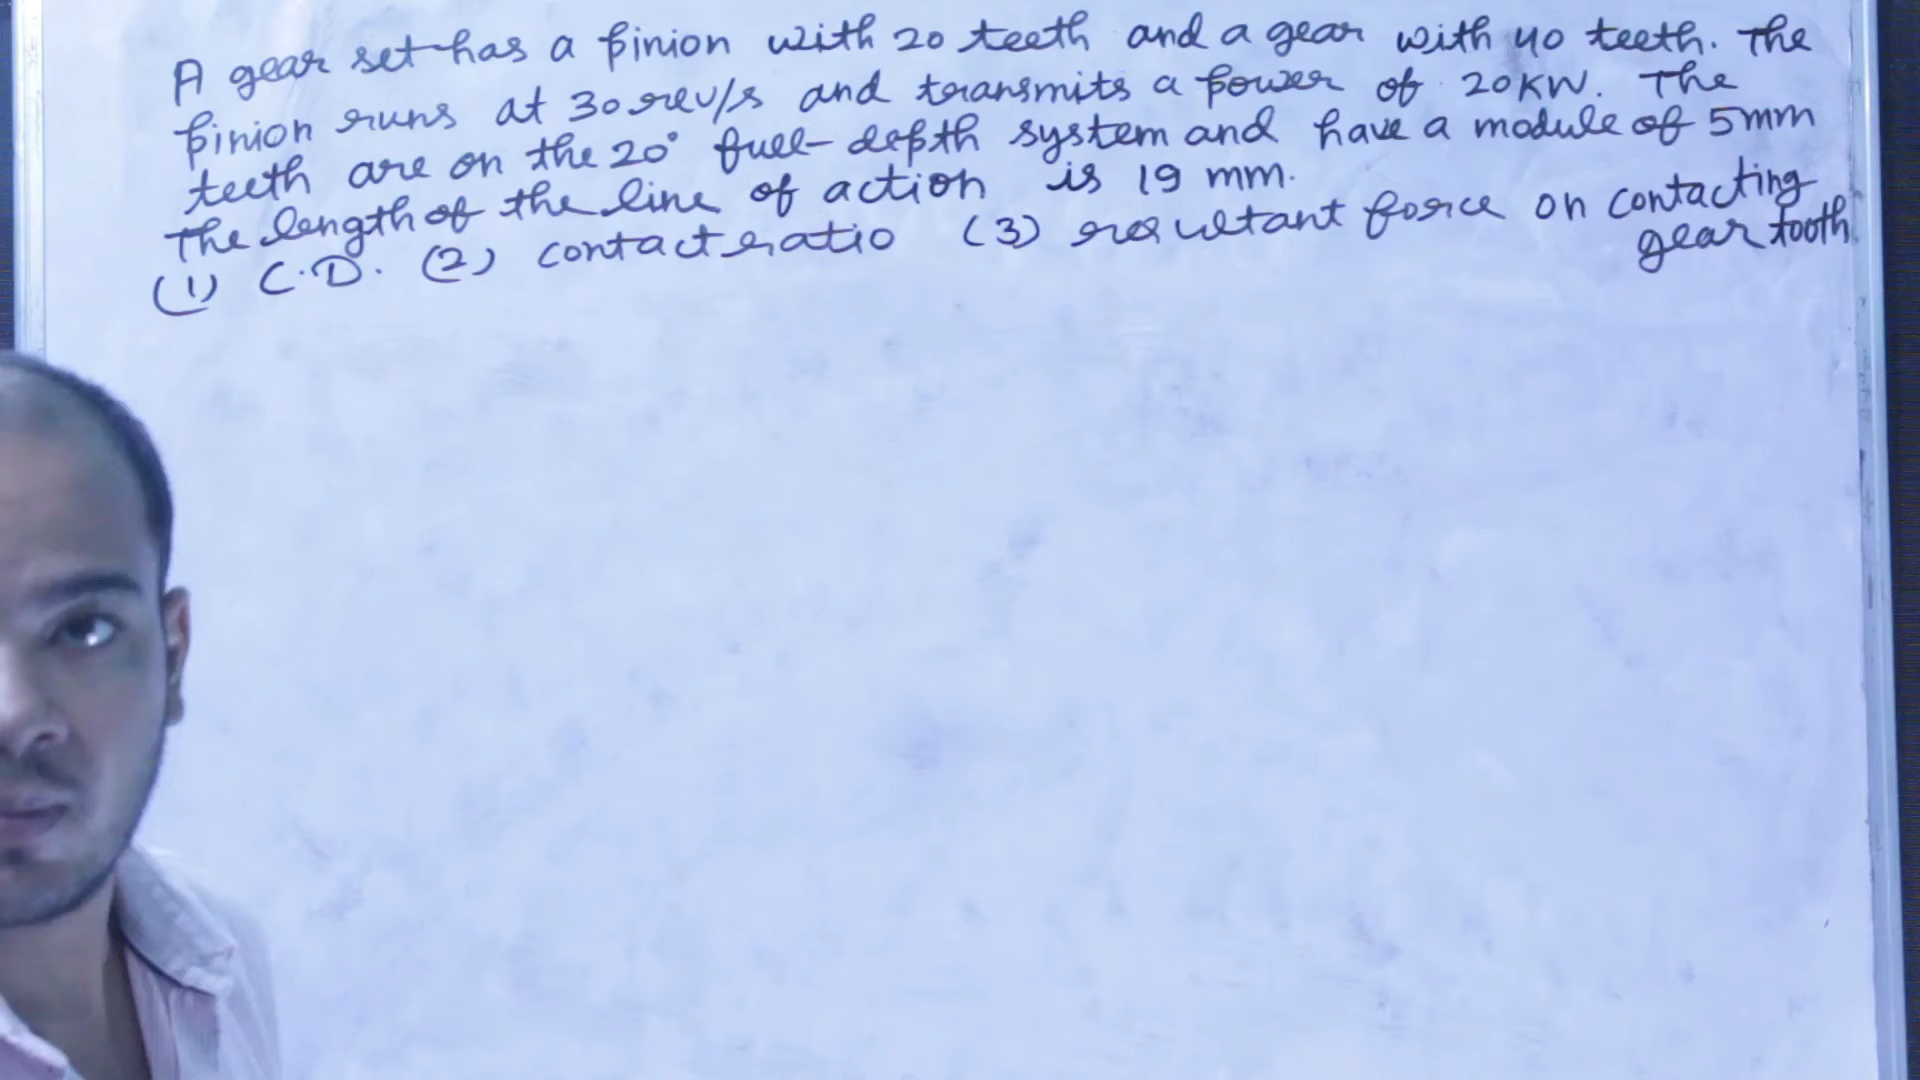 A gear set has a pinion with 20 teeth and a gear with 40 teeth. The
pinion runs at 30 rev/s and transmits a power of 20KW. The
teeth are on the 20° full-depth system and have a module of 5mm
The length of the line of action is 19 mm.
(1) C.D. (2) contact ratio (3) resultant force on contacting
gear tooth